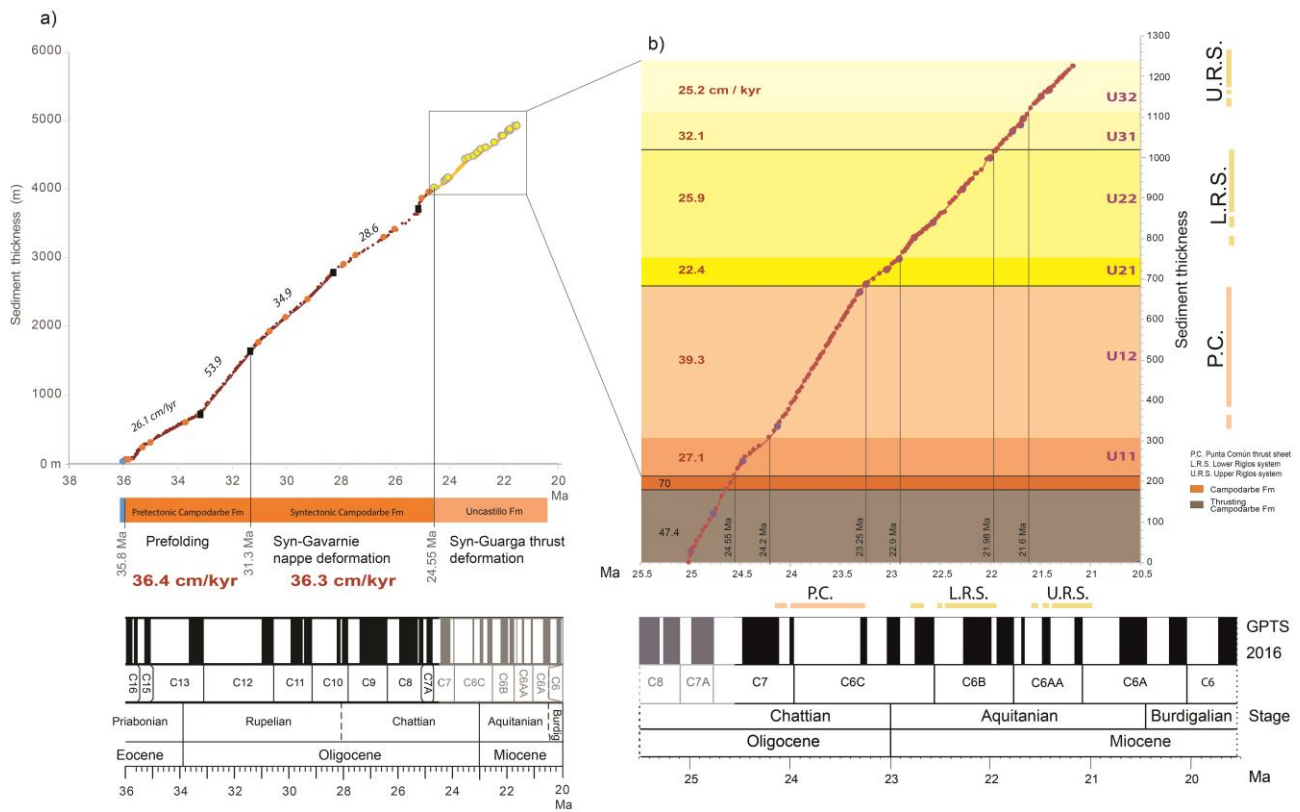 a)
6000
5000
4000
3000
2000
1000
0 m
Sediment thickness (m)
26.1 cm/lyr
53.9
34.9
28.6
36 34 32 30 28 26 24 22 20
Ma
Pretectonic Campodarbe Fm
Syntectonic Campodarbe Fm
Uncastillo Fm
35.8 Ma
31.3 Ma
24.55 Ma
Prefolding
Syn-Gavarnie
nappe deformation
Syn-Guarga thrust
deformation
36.4 cm/kyr
36.3 cm/kyr
C16 C15 C13 C12 C11 C10 C9 C8 C7A C7 C6C C6B C6AA C6A C6
Priabonian Rupelian Chattian Aquitanian Burdig
Eocene Oligocene Miocene
36 34 32 30 28 26 24 22 20
Ma
b)
1300
1200
1100
1000
900
800
700
600
500
400
300
200
100
0
Sediment thickness
25.2 cm / kyr U32
32.1 U31
25.9 U22
22.4 U21
39.3 U12
27.1 U11
70
47.4
24.55 Ma
24.2 Ma
23.25 Ma
22.9 Ma
21.98 Ma
21.6 Ma
Ma 25.5 25 24.5 24 23.5 23 22.5 22 21.5 21 20.5
U.R.S.
L.R.S.
P.C.
P.C. Punta Común thrust sheet
L.R.S. Lower Riglos system
U.R.S. Upper Riglos system
Campodarbe Fm
Thrusting
Campodarbe Fm
P.C. L.R.S. U.R.S.
GPTS
2016
C8 C7A C7 C6C C6B C6AA C6A C6
Chattian Aquitanian Burdigalian Stage
Oligocene Miocene
25 24 23 22 21 20 Ma